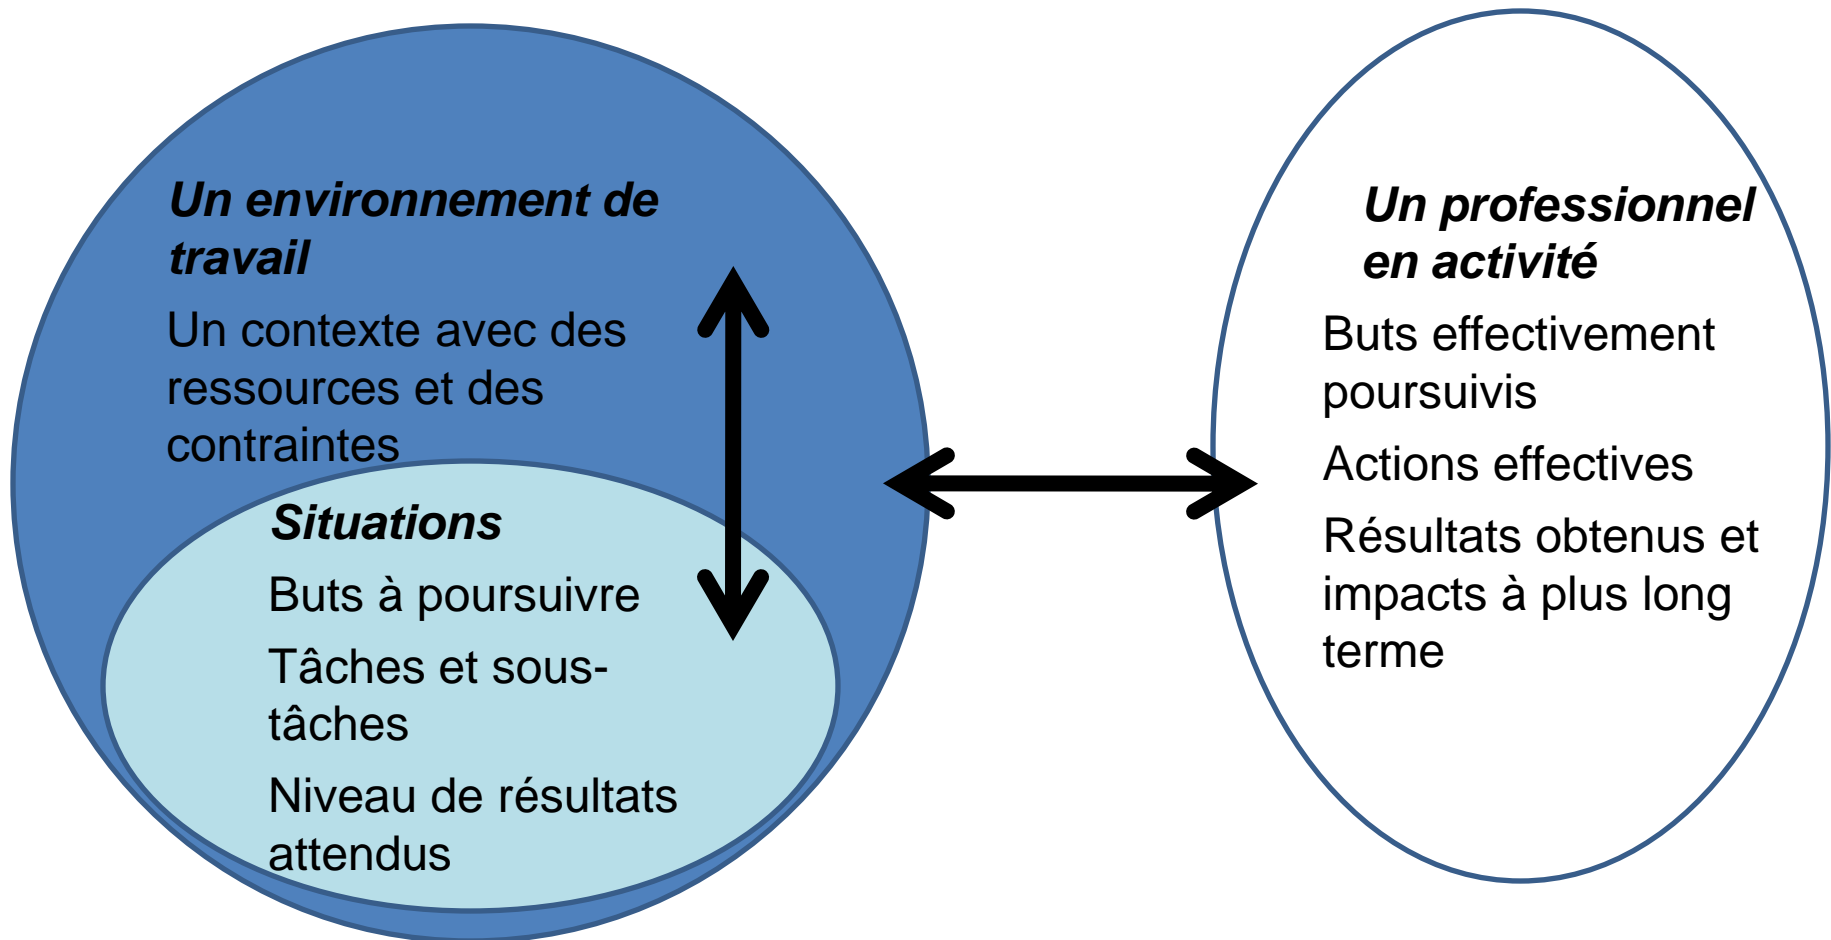 Un environnement de
travail
Un contexte avec des
ressources et des
contraintes
Situations
Buts à poursuivre
Tâches et sous-
tâches
Niveau de résultats
attendus
Un professionnel
en activité
Buts effectivement
poursuivis
Actions effectives
Résultats obtenus et
impacts à plus long
terme